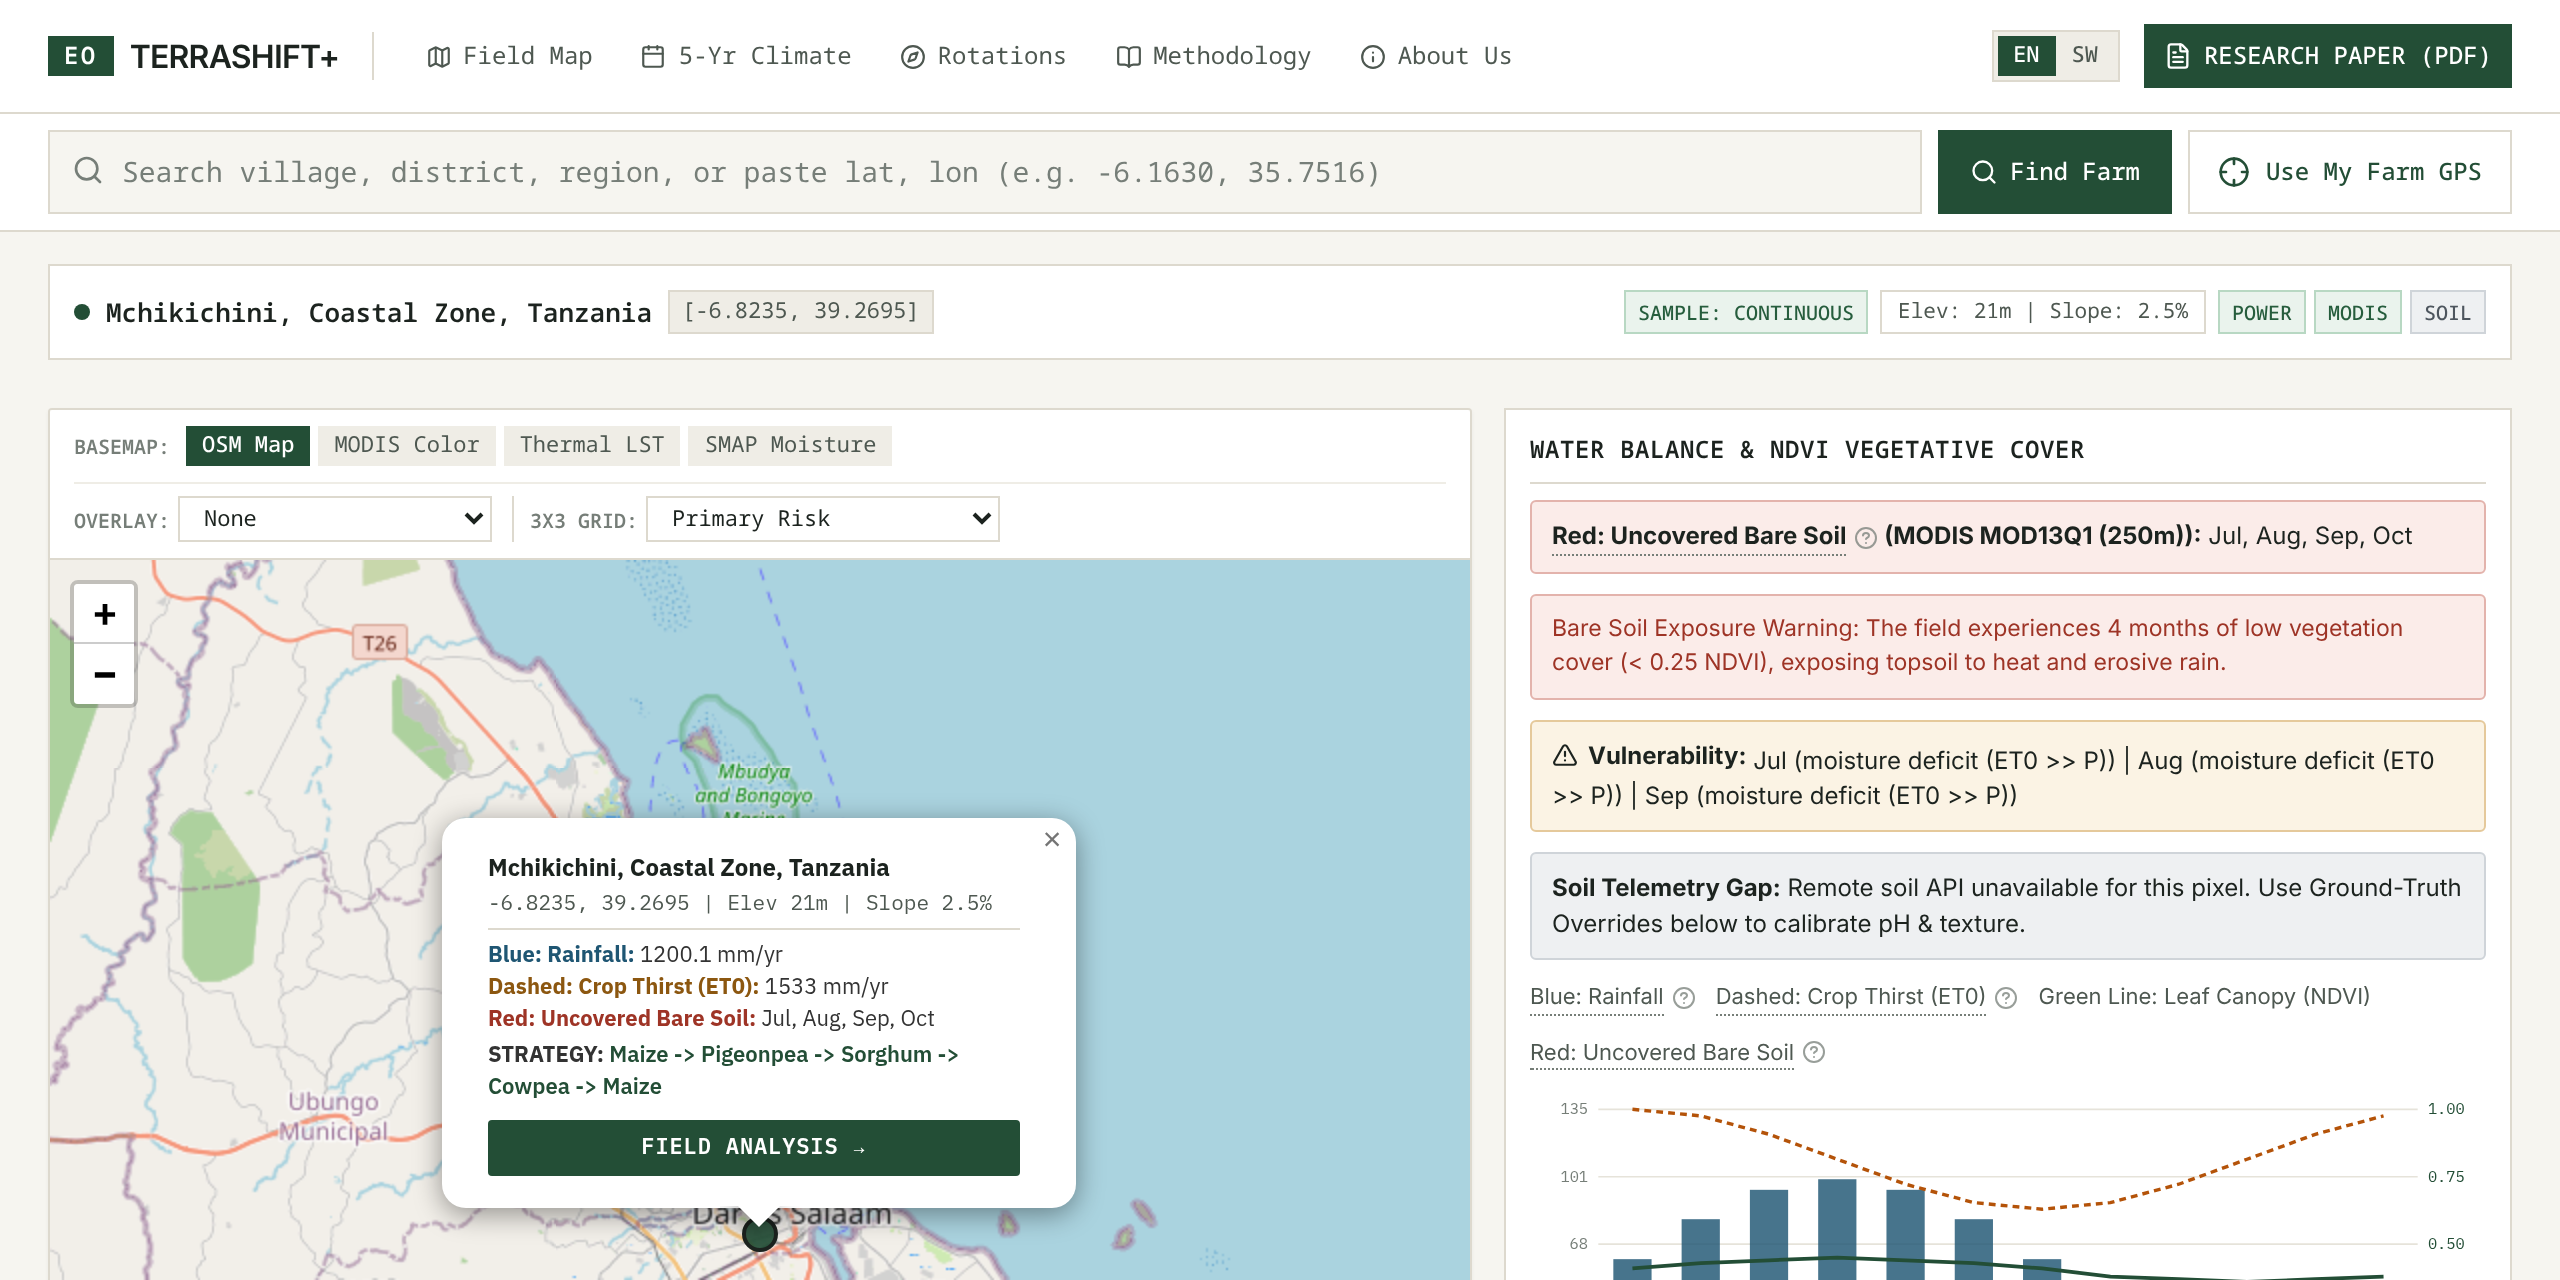 EO TERRASHIFT+ Field Map 5-Yr Climate Rotations Methodology About Us EN SW RESEARCH PAPER (PDF)
Search village, district, region, or paste lat, lon (e.g. -6.1630, 35.7516) Find Farm Use My Farm GPS
Mchikichini, Coastal Zone, Tanzania [-6.8235, 39.2695] SAMPLE: CONTINUOUS Elev: 21m | Slope: 2.5% POWER MODIS SOIL
BASEMAP: OSM Map MODIS Color Thermal LST SMAP Moisture
OVERLAY: None 3X3 GRID: Primary Risk
+
−
T26
Mbudya
and Bongoyo
Marine
Ubungo
Municipal
Mchikichini, Coastal Zone, Tanzania
×
-6.8235, 39.2695 | Elev 21m | Slope 2.5%
Blue: Rainfall: 1200.1 mm/yr
Dashed: Crop Thirst (ET0): 1533 mm/yr
Red: Uncovered Bare Soil: Jul, Aug, Sep, Oct
STRATEGY: Maize -> Pigeonpea -> Sorghum ->
Cowpea -> Maize
FIELD ANALYSIS →
Dar es Salaam
WATER BALANCE & NDVI VEGETATIVE COVER
Red: Uncovered Bare Soil ? (MODIS MOD13Q1 (250m)): Jul, Aug, Sep, Oct
Bare Soil Exposure Warning: The field experiences 4 months of low vegetation
cover (< 0.25 NDVI), exposing topsoil to heat and erosive rain.
Vulnerability: Jul (moisture deficit (ET0 >> P)) | Aug (moisture deficit (ET0
>> P)) | Sep (moisture deficit (ET0 >> P))
Soil Telemetry Gap: Remote soil API unavailable for this pixel. Use Ground-Truth
Overrides below to calibrate pH & texture.
Blue: Rainfall ? Dashed: Crop Thirst (ET0) ? Green Line: Leaf Canopy (NDVI)
Red: Uncovered Bare Soil ?
135 1.00
101 0.75
68 0.50